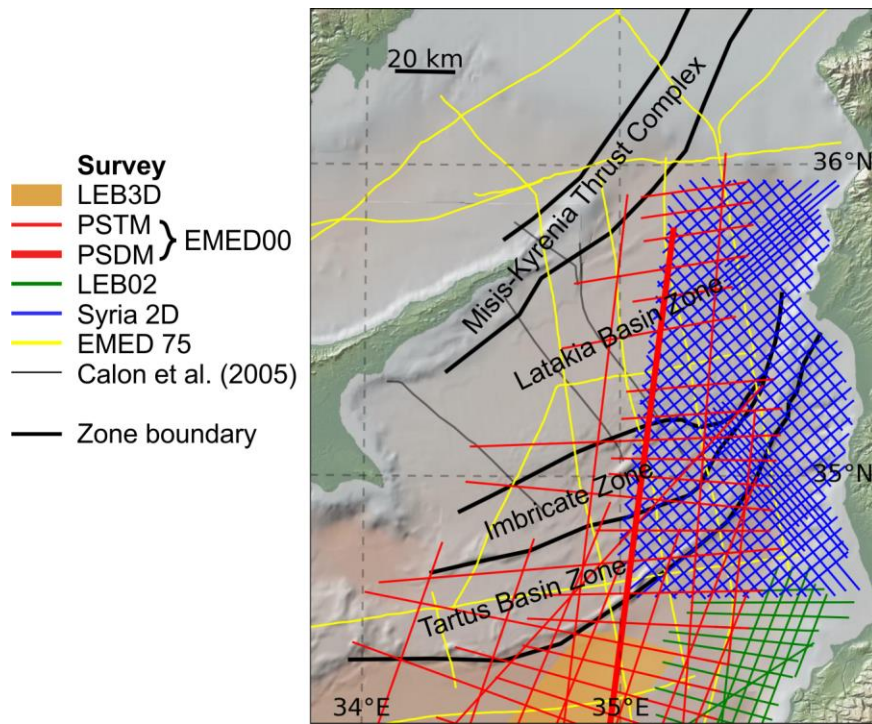 Survey
LEB3D
PSTM
PSDM
EMED00
LEB02
Syria 2D
EMED 75
Calon et al. (2005)
Zone boundary
20 km
Misis-Kyrenia Thrust Complex
36°N
Latakia Basin Zone
35°N
Imbricate Zone
Tartus Basin Zone
34°E
35°E